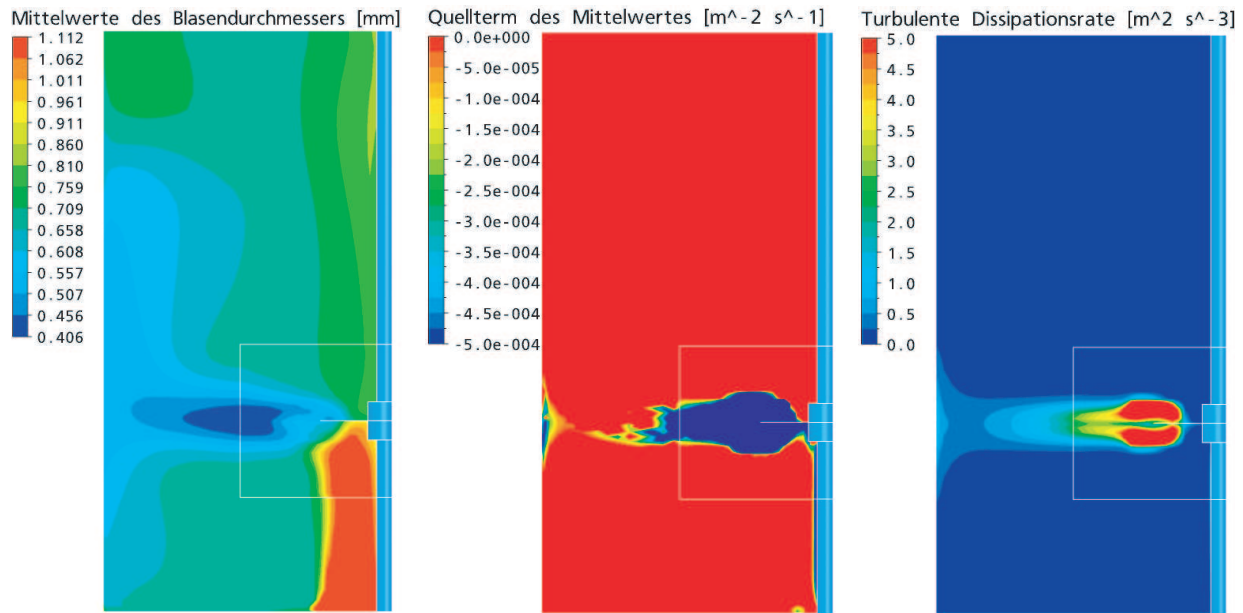 Mittelwerte des Blasendurchmessers [mm]
1.112
1.062
1.011
0.961
0.911
0.860
0.810
0.759
0.709
0.658
0.608
0.557
0.507
0.456
0.406
Quellterm des Mittelwertes [m^-2 s^-1]
0.0e+000
-5.0e-005
-1.0e-004
-1.5e-004
-2.0e-004
-2.5e-004
-3.0e-004
-3.5e-004
-4.0e-004
-4.5e-004
-5.0e-004
Turbulente Dissipationsrate [m^2 s^-3]
5.0
4.5
4.0
3.5
3.0
2.5
2.0
1.5
1.0
0.5
0.0